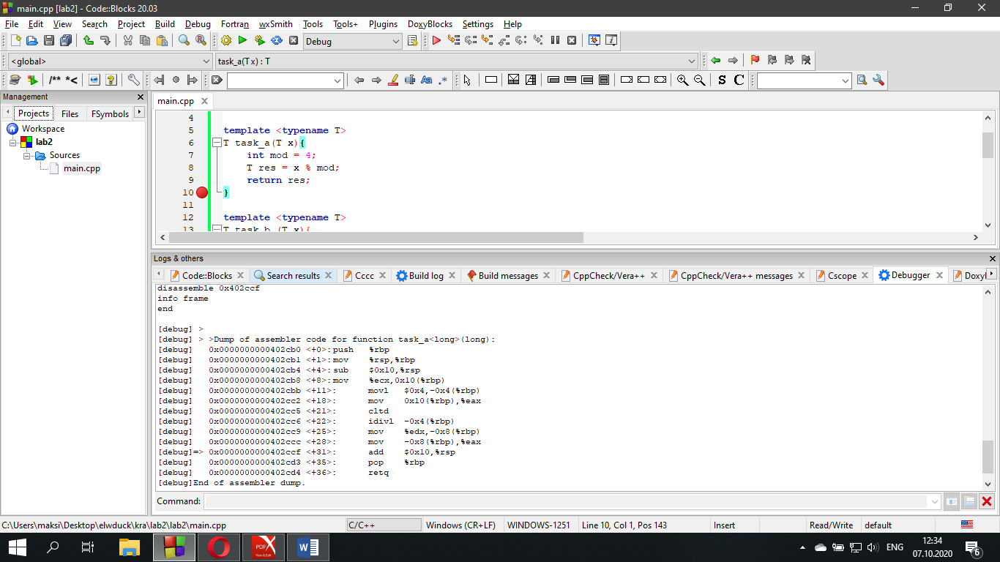 main.cpp [lab2] - Code::Blocks 20.03
File Edit View Search Project Build Debug Fortran wxSmith Tools Tools+ Plugins DoxyBlocks Settings Help
Debug
<global> task_a(T x) : T
/** *< Aa .* S C
Management
main.cpp
Projects Files FSymbols
Workspace
lab2
Sources
main.cpp
4
5 template <typename T>
6 T task_a(T x){
7 int mod = 4;
8 T res = x % mod;
9 return res;
10 }
11
12 template <typename T>
13 T task_b (T x){
Logs & others
Code::Blocks Search results Cccc Build log Build messages CppCheck/Vera++ CppCheck/Vera++ messages Cscope Debugger Doxyl
disassemble 0x402ccf
info frame
end
[debug] >
[debug] > >Dump of assembler code for function task_a<long>(long):
[debug] 0x0000000000402cb0 <+0>: push %rbp
[debug] 0x0000000000402cb1 <+1>: mov %rsp,%rbp
[debug] 0x0000000000402cb4 <+4>: sub $0x10,%rsp
[debug] 0x0000000000402cb8 <+8>: mov %ecx,0x10(%rbp)
[debug] 0x0000000000402cbb <+11>: movl $0x4,-0x4(%rbp)
[debug] 0x0000000000402cc2 <+18>: mov 0x10(%rbp),%eax
[debug] 0x0000000000402cc5 <+21>: cltd
[debug] 0x0000000000402cc6 <+22>: idivl -0x4(%rbp)
[debug] 0x0000000000402cc9 <+25>: mov %edx,-0x8(%rbp)
[debug] 0x0000000000402ccc <+28>: mov -0x8(%rbp),%eax
[debug]=> 0x0000000000402ccf <+31>: add $0x10,%rsp
[debug] 0x0000000000402cd3 <+35>: pop %rbp
[debug] 0x0000000000402cd4 <+36>: retq
[debug]End of assembler dump.
Command:
C:\Users\maksi\Desktop\elwduck\kra\lab2\lab2\main.cpp C/C++ Windows (CR+LF) WINDOWS-1251 Line 10, Col 1, Pos 143 Insert Read/Write default
PDF X View & Edit W ENG 12:34
07.10.2020 6